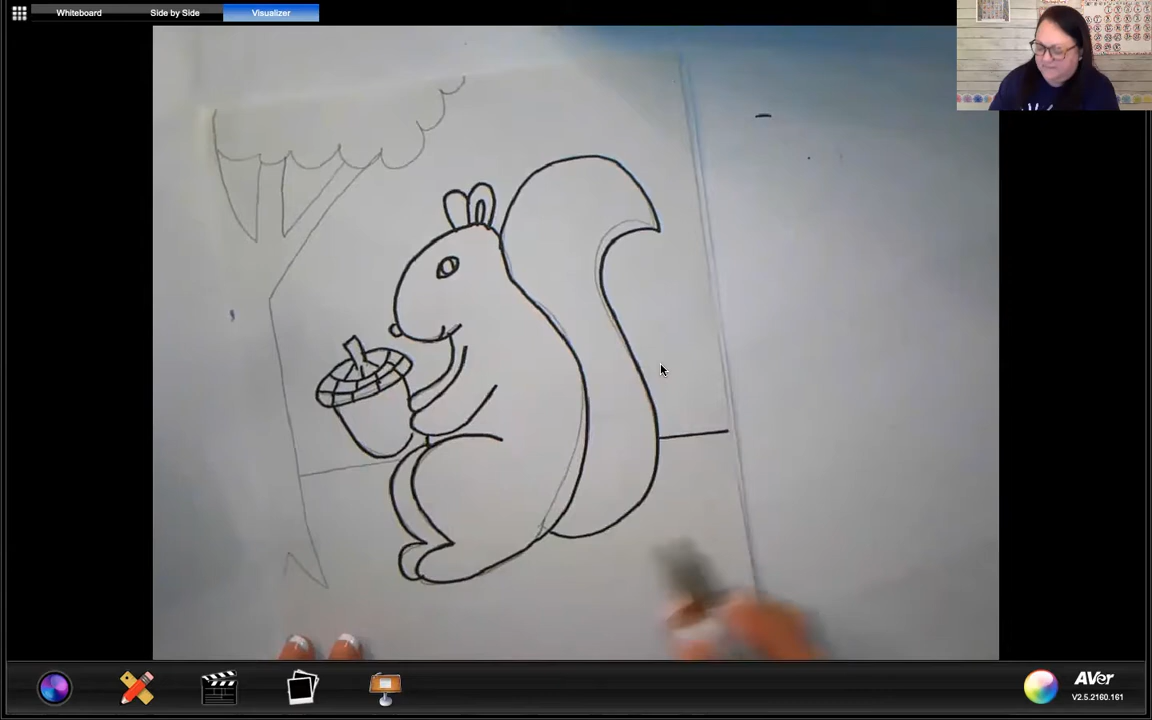 Whiteboard
Side by Side
Visualizer
AVer
V2.5.2160.161